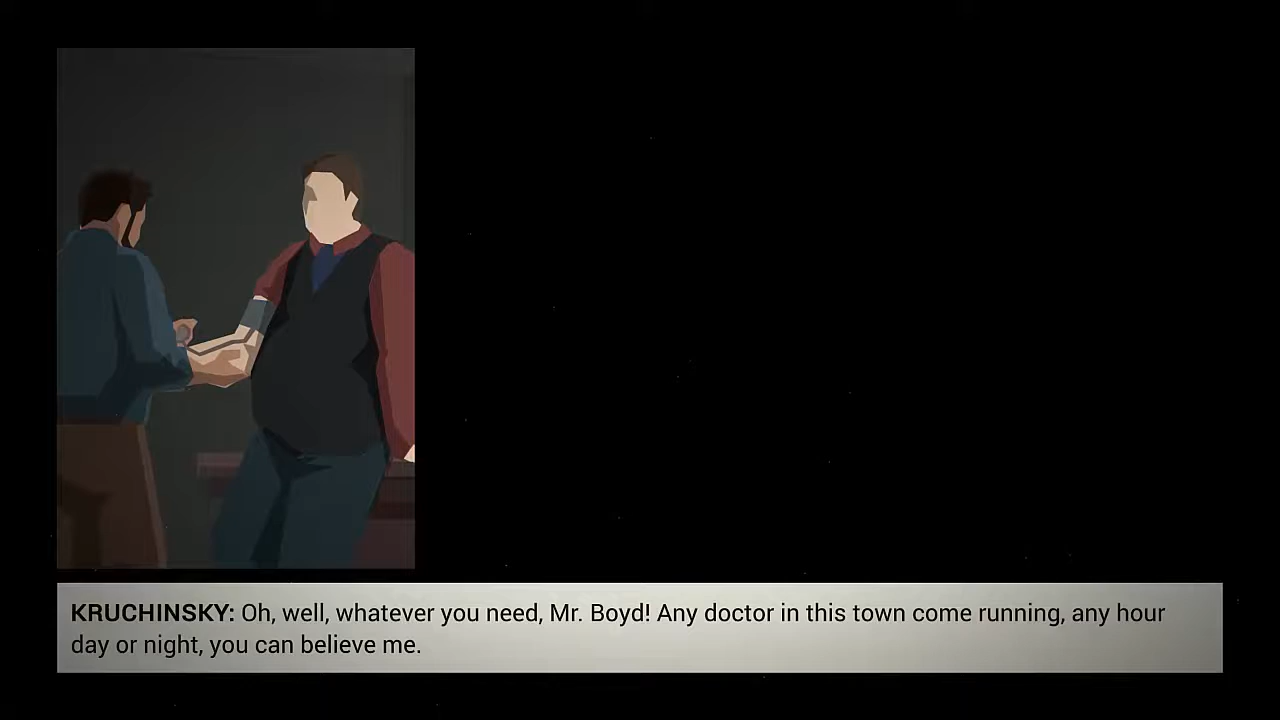 KRUCHINSKY: Oh, well, whatever you need, Mr. Boyd! Any doctor in this town come running, any hour
day or night, you can believe me.